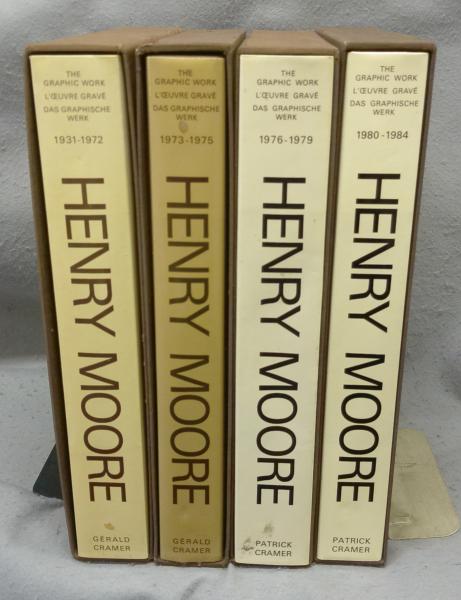 THE
GRAPHIC WORK
L'ŒUVRE GRAVÉ
DAS GRAPHISCHE
WERK
1931-1972
HENRY MOORE
GÉRALD
CRAMER
THE
GRAPHIC WORK
L'ŒUVRE GRAVÉ
DAS GRAPHISCHE
WERK
1973-1975
HENRY MOORE
GÉRALD
CRAMER
THE
GRAPHIC WORK
L'ŒUVRE GRAVÉ
DAS GRAPHISCHE
WERK
1976-1979
HENRY MOORE
PATRICK
CRAMER
THE
GRAPHIC WORK
L'ŒUVRE GRAVÉ
DAS GRAPHISCHE
WERK
1980-1984
HENRY MOORE
PATRICK
CRAMER